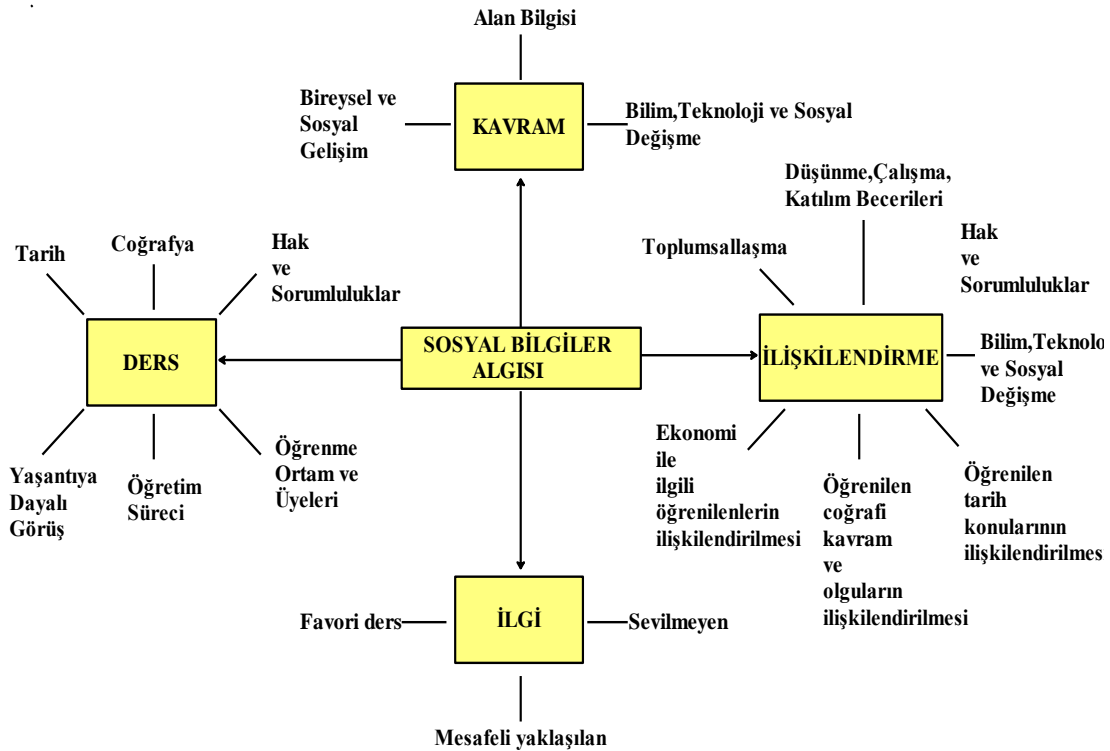 Alan Bilgisi
Bireysel ve
Sosyal
Gelişim
KAVRAM
Bilim,Teknoloji ve Sosyal
Değişme
Düşünme,Çalışma,
Katılım Becerileri
Tarih
Coğrafya
Hak
ve
Sorumluluklar
Toplumsallaşma
Hak
ve
Sorumluluklar
DERS
SOSYAL BİLGİLER
ALGISI
İLİŞKİLENDİRME
Bilim,Teknolo
ve Sosyal
Değişme
Yaşantıya
Dayalı
Görüş
Öğretim
Süreci
Öğrenme
Ortam ve
Üyeleri
Ekonomi
ile
ilgili
öğrenilenlerin
ilişkilendirilmesi
Öğrenilen
coğrafi
kavram
ve
olguların
ilişkilendirilmesi
Öğrenilen
tarih
konularının
ilişkilendirilmes
Favori ders
İLGİ
Sevilmeyen
Mesafeli yaklaşılan